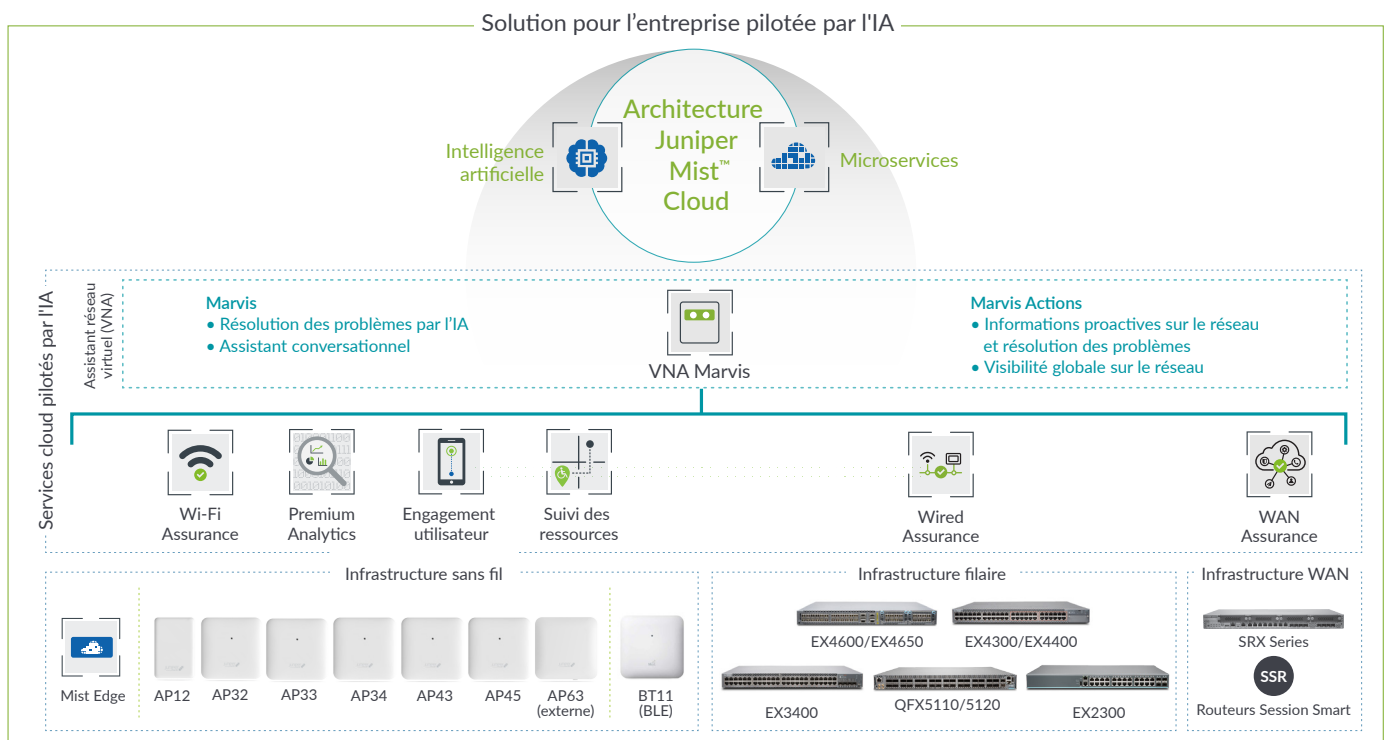 Solution pour l’entreprise pilotée par l'IA
Architecture
Juniper
Mist™
Cloud
Intelligence
artificielle
Microservices
Services cloud pilotés par l'IA
Assistant réseau
virtuel (VNA)
Marvis
• Résolution des problèmes par l’IA
• Assistant conversationnel
VNA Marvis
Marvis Actions
• Informations proactives sur le réseau
et résolution des problèmes
• Visibilité globale sur le réseau
Wi-Fi
Assurance
Premium
Analytics
Engagement
utilisateur
Suivi des
ressources
Wired
Assurance
WAN
Assurance
Infrastructure sans fil
Mist Edge
AP12
AP32
AP33
AP34
AP43
AP45
AP63
(externe)
BT11
(BLE)
Infrastructure filaire
EX4600/EX4650
EX4300/EX4400
EX3400
QFX5110/5120
EX2300
Infrastructure WAN
SRX Series
SSR
Routeurs Session Smart